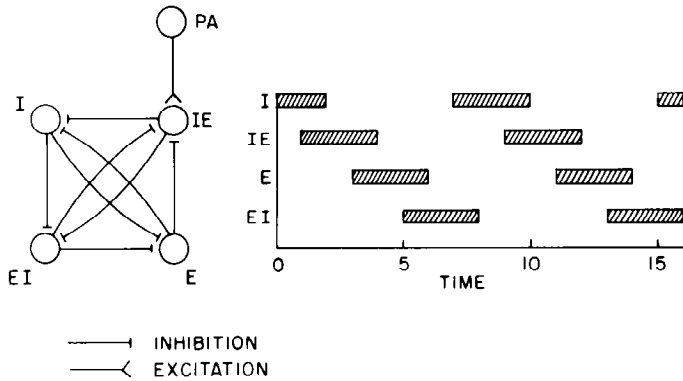 PA
I
IE
EI
E
INHIBITION
EXCITATION
I
IE
E
EI
0 5 10 15
TIME